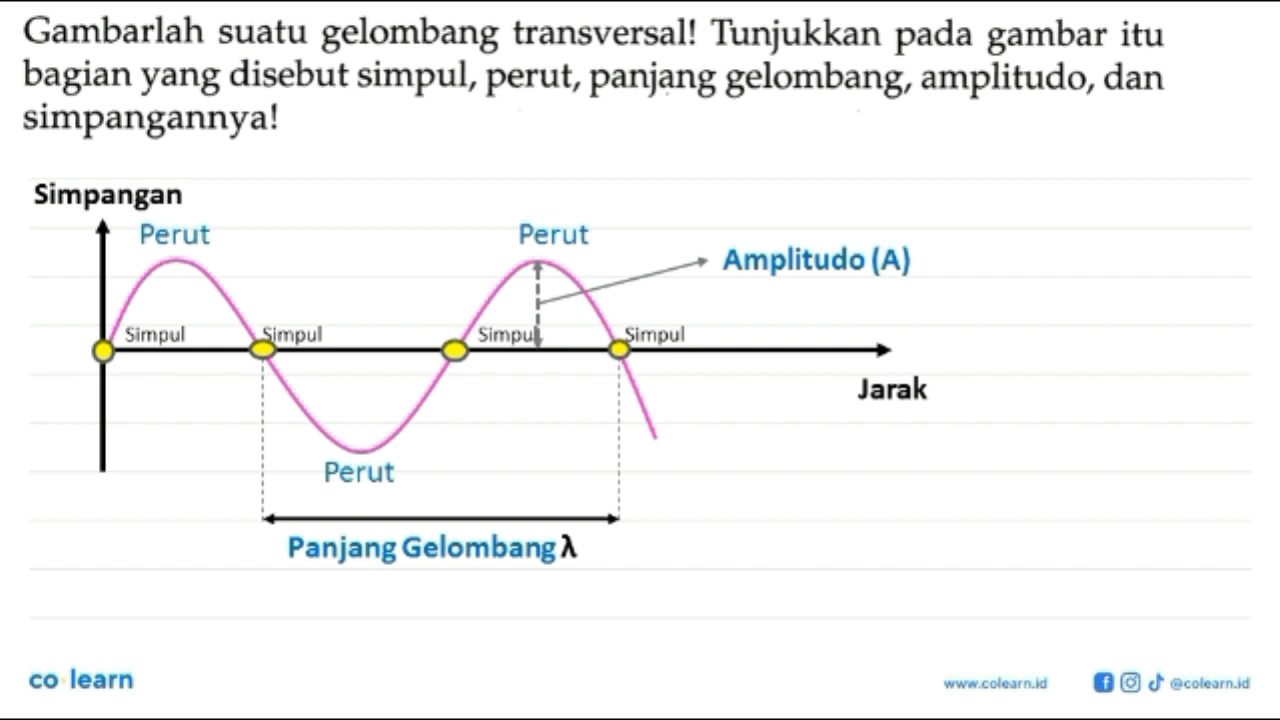 Gambarlah suatu gelombang transversal! Tunjukkan pada gambar itu
bagian yang disebut simpul, perut, panjang gelombang, amplitudo, dan
simpangannya!
Simpangan
Perut
Perut
Amplitudo (A)
Simpul
Simpul
Simpul
Simpul
Jarak
Perut
Panjang Gelombang λ
co learn
www.colearn.id
@colearn.id